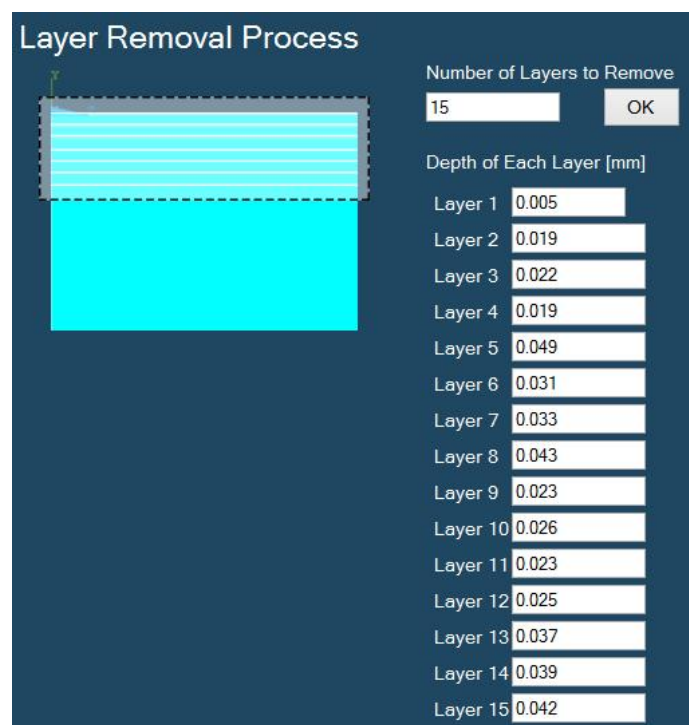 Layer Removal Process
Y
Number of Layers to Remove
15 OK
Depth of Each Layer [mm]
Layer 1 0.005
Layer 2 0.019
Layer 3 0.022
Layer 4 0.019
Layer 5 0.049
Layer 6 0.031
Layer 7 0.033
Layer 8 0.043
Layer 9 0.023
Layer 10 0.026
Layer 11 0.023
Layer 12 0.025
Layer 13 0.037
Layer 14 0.039
Layer 15 0.042